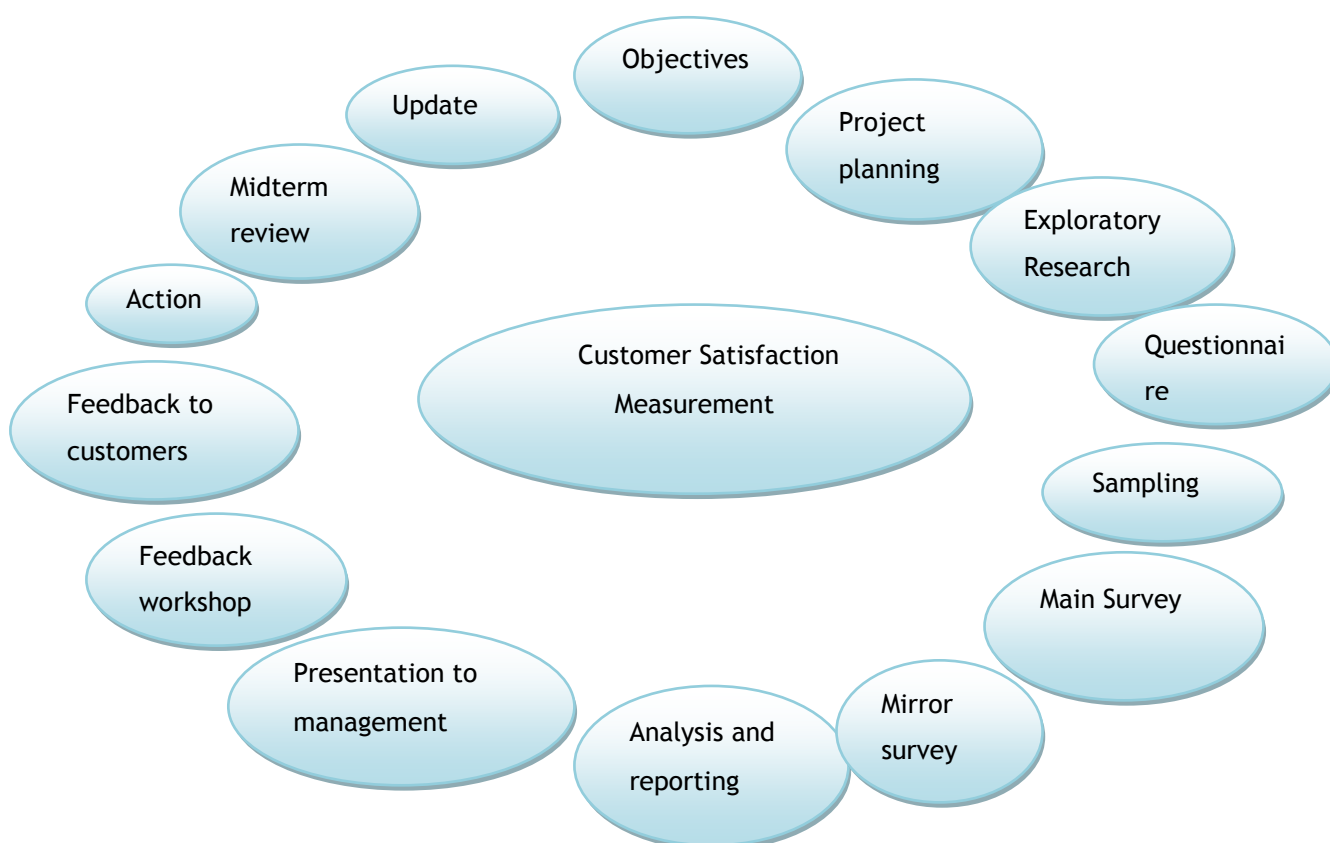 Objectives
Project
planning
Exploratory
Research
Questionnai
re
Sampling
Main Survey
Mirror
survey
Analysis and
reporting
Presentation to
management
Feedback
workshop
Feedback to
customers
Action
Midterm
review
Update
Customer Satisfaction
Measurement